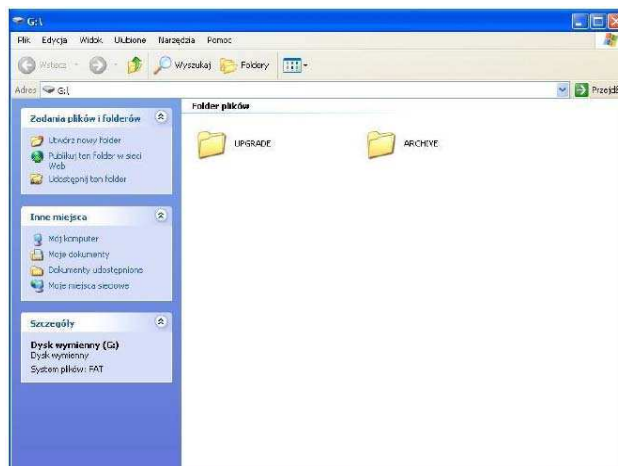 G:\
Plik Edycja Widok Ulubione Narzędzia Pomoc
Wstecz Wyszukaj Foldery
Adres G:\ Przejdź
Zadania plików i folderów
Utwórz nowy folder
Publikuj ten folder w sieci
Web
Udostępnij ten folder
Inne miejsca
Mój komputer
Moje dokumenty
Dokumenty udostępnione
Moje miejsca sieciowe
Szczegóły
Dysk wymienny (G:)
Dysk wymienny
System plików: FAT
Folder plików
UPGRADE ARCHIVE